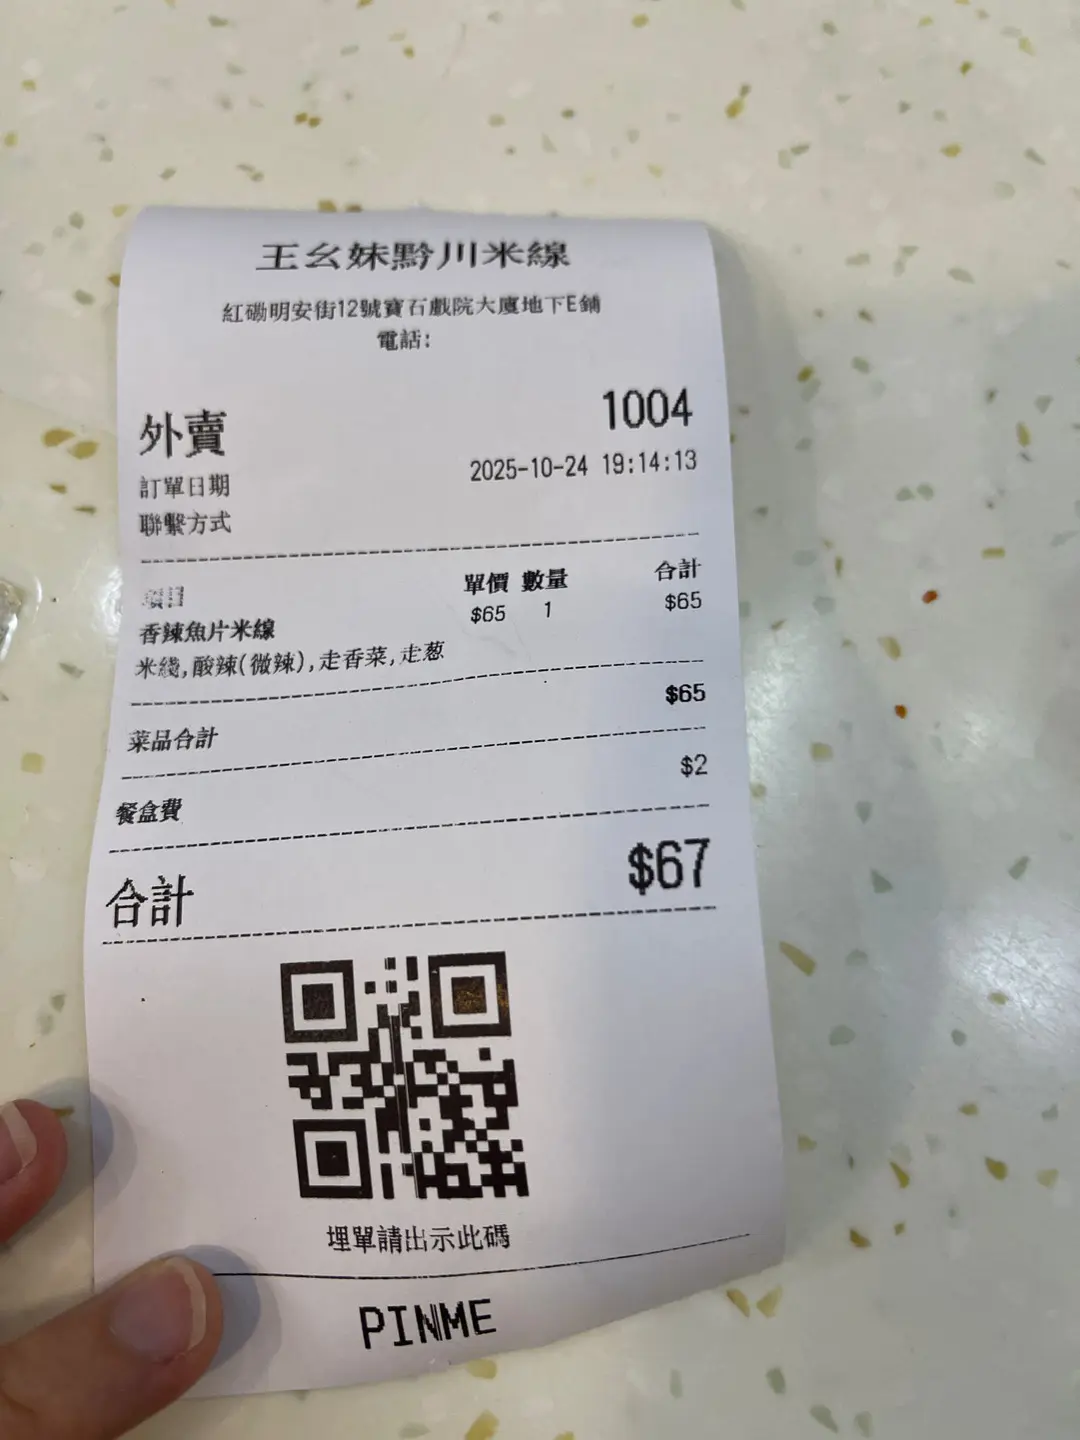 王幺妹黔川米線
紅磡明安街12號寶石戲院大廈地下E鋪
電話:
外賣 1004
訂單日期 2025-10-24 19:14:13
聯繫方式
項目 單價 數量 合計
香辣魚片米線 $65 1 $65
米綫,酸辣(微辣),走香菜,走葱
菜品合計 $65
餐盒費 $2
合計 $67
埋單請出示此碼
PINME